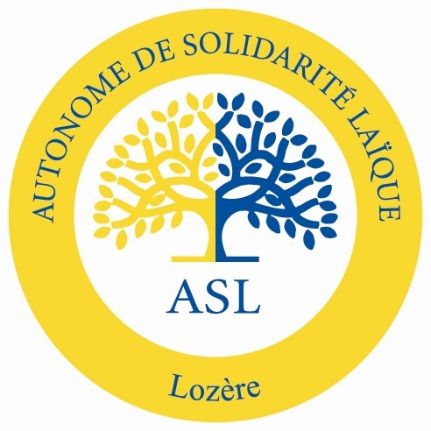 AUTONOME DE SOLIDARITÉ LAÏQUE
ASL
Lozère